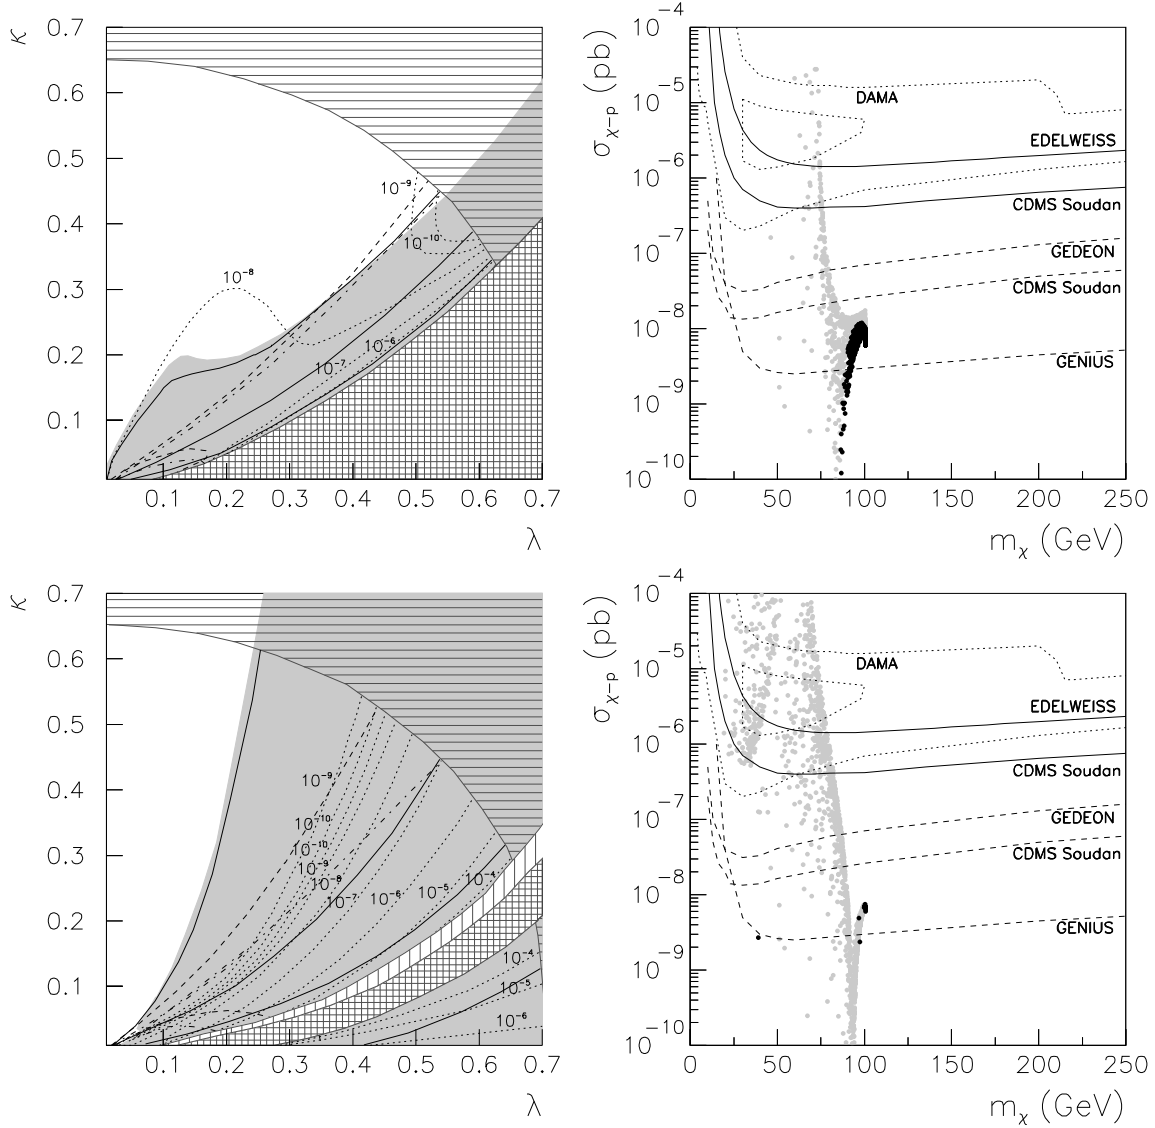 κ
0.7
0.6
0.5
0.4
0.3
0.2
0.1
10⁻⁹
10⁻¹⁰
10⁻⁸
10⁻⁷
10⁻⁶
0.1 0.2 0.3 0.4 0.5 0.6 0.7
λ
σχ-p (pb)
10⁻⁴
10⁻⁵
10⁻⁶
10⁻⁷
10⁻⁸
10⁻⁹
10⁻¹⁰
DAMA
EDELWEISS
CDMS Soudan
GEDEON
CDMS Soudan
GENIUS
0 50 100 150 200 250
mχ (GeV)
κ
0.7
0.6
0.5
0.4
0.3
0.2
0.1
10⁻⁹
10⁻¹⁰
10⁻¹⁰
10⁻⁹
10⁻⁸
10⁻⁷
10⁻⁶
10⁻⁵
10⁻⁴
10⁻⁴
10⁻⁵
10⁻⁶
0.1 0.2 0.3 0.4 0.5 0.6 0.7
λ
σχ-p (pb)
10⁻⁴
10⁻⁵
10⁻⁶
10⁻⁷
10⁻⁸
10⁻⁹
10⁻¹⁰
DAMA
EDELWEISS
CDMS Soudan
GEDEON
CDMS Soudan
GENIUS
0 50 100 150 200 250
mχ (GeV)